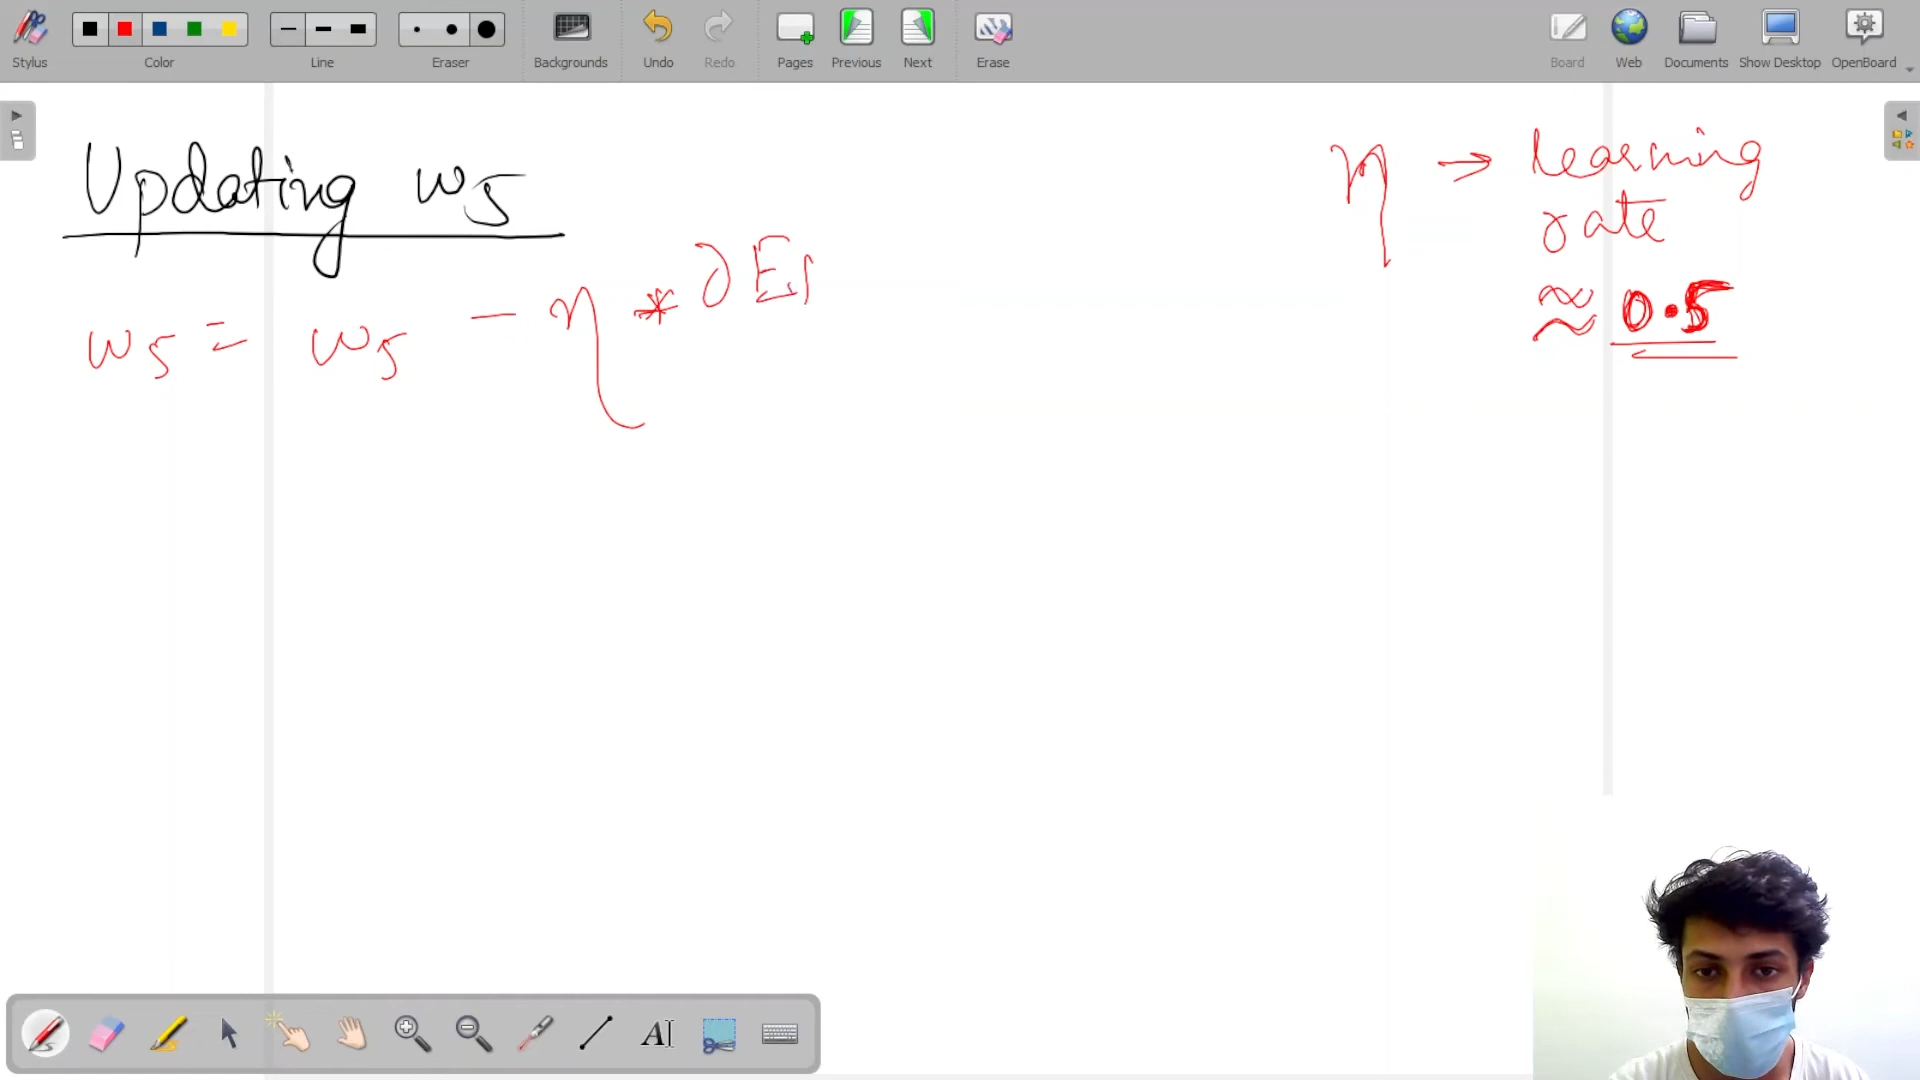 Stylus
Color
Line
Eraser
Backgrounds
Undo
Redo
Pages
Previous
Next
Erase
Board
Web
Documents
Show Desktop
OpenBoard
Updating w5
w5 = w5 - η * ∂E1
η → learning
rate
≈ 0.5